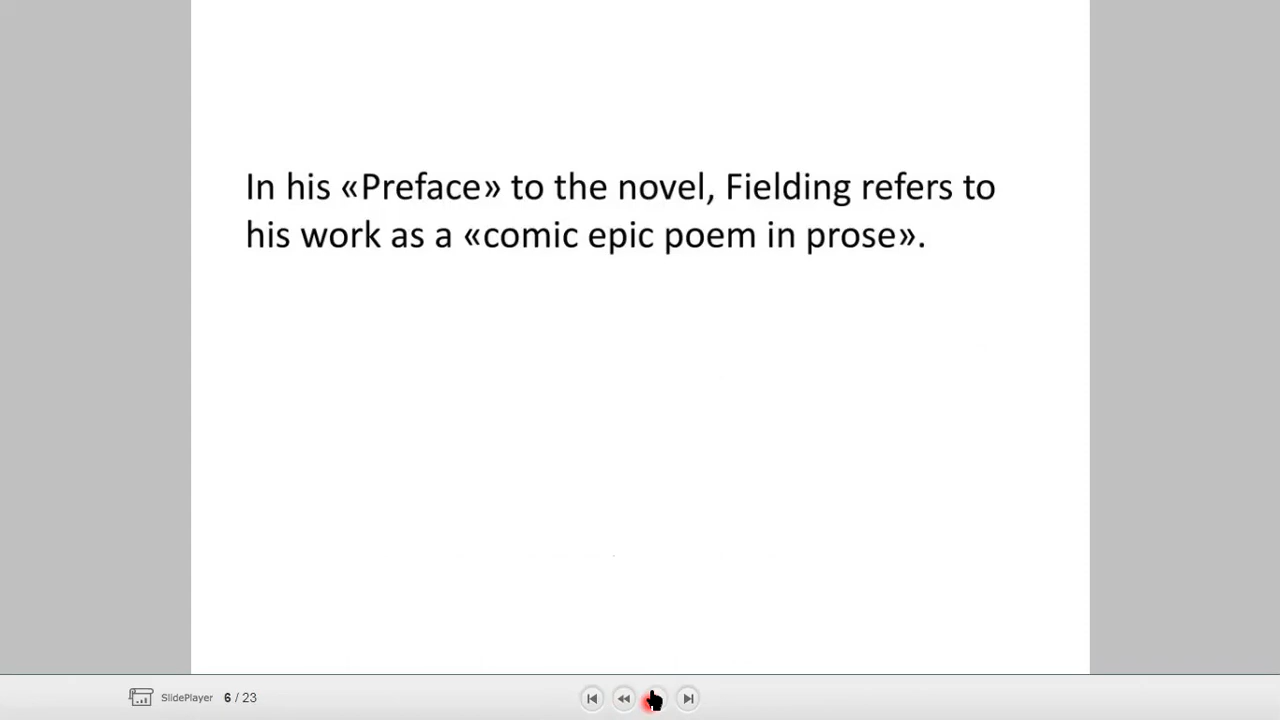 In his «Preface» to the novel, Fielding refers to
his work as a «comic epic poem in prose».
SlidePlayer 6 / 23